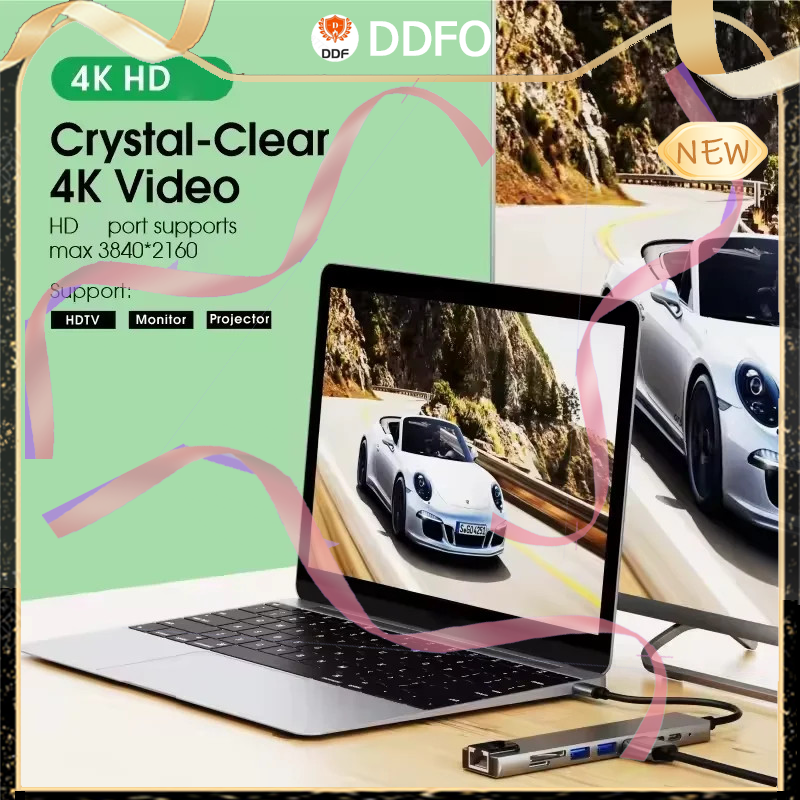 DDF
DDFO
4K HD
NEW
Crystal-Clear
4K Video
HD port supports
max 3840*2160
Support:
HDTV Monitor Projector